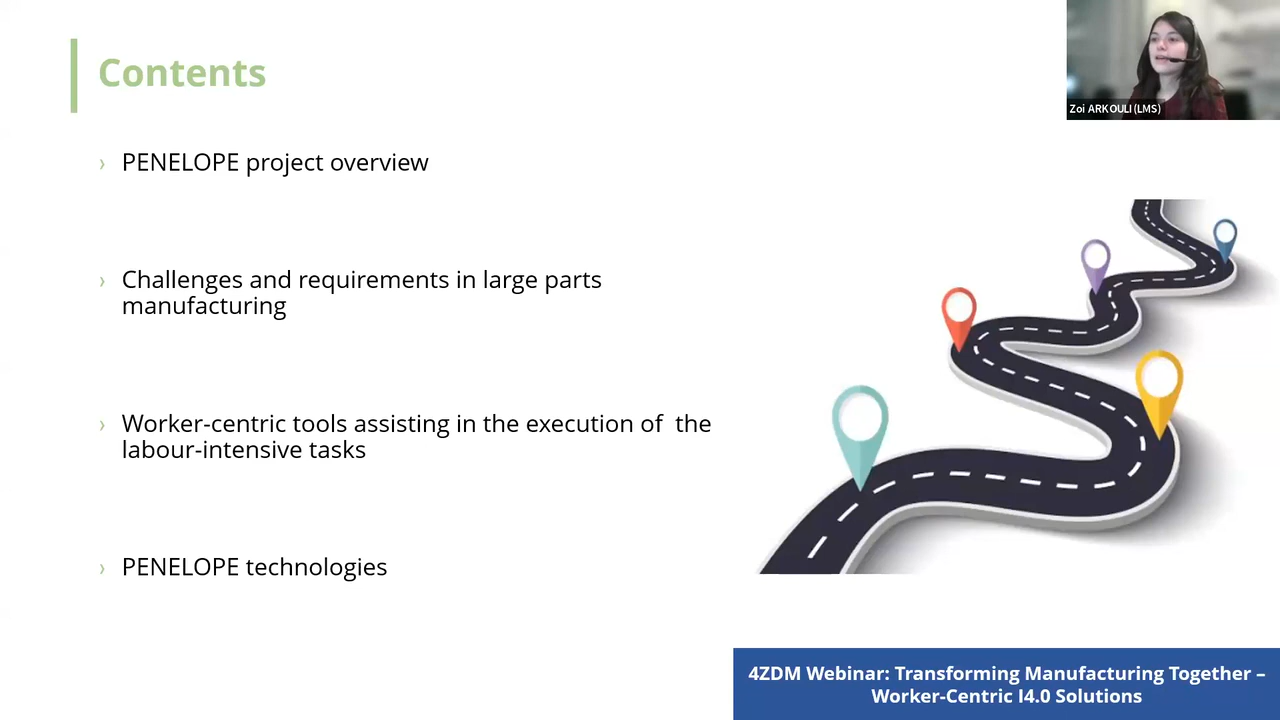 Contents
Zoi ARKOULI (LMS)
› PENELOPE project overview
› Challenges and requirements in large parts
manufacturing
› Worker-centric tools assisting in the execution of  the
labour-intensive tasks
› PENELOPE technologies
4ZDM Webinar: Transforming Manufacturing Together –
Worker-Centric I4.0 Solutions